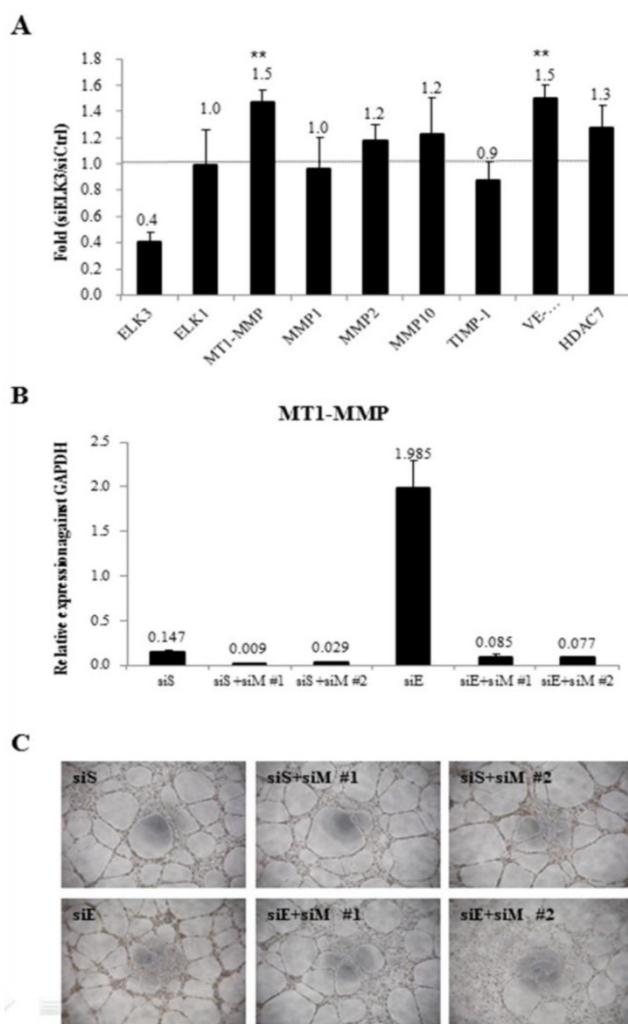 A
Fold (siELK3/siCtrl)
1.8
1.6
1.4
1.2
1.0
0.8
0.6
0.4
0.2
0.0
0.4
1.0
**
1.5
1.0
1.2
1.2
0.9
**
1.5
1.3
ELK3
ELK1
MT1-MMP
MMP1
MMP2
MMP10
TIMP-1
VE-...
HDAC7
B
MT1-MMP
Relative expression against GAPDH
2.5
2.0
1.5
1.0
0.5
0.0
0.147
0.009
0.029
1.985
0.085
0.077
siS
siS+siM #1
siS+siM #2
siE
siE+siM #1
siE+siM #2
C
siS
siS+siM #1
siS+siM #2
siE
siE+siM #1
siE+siM #2